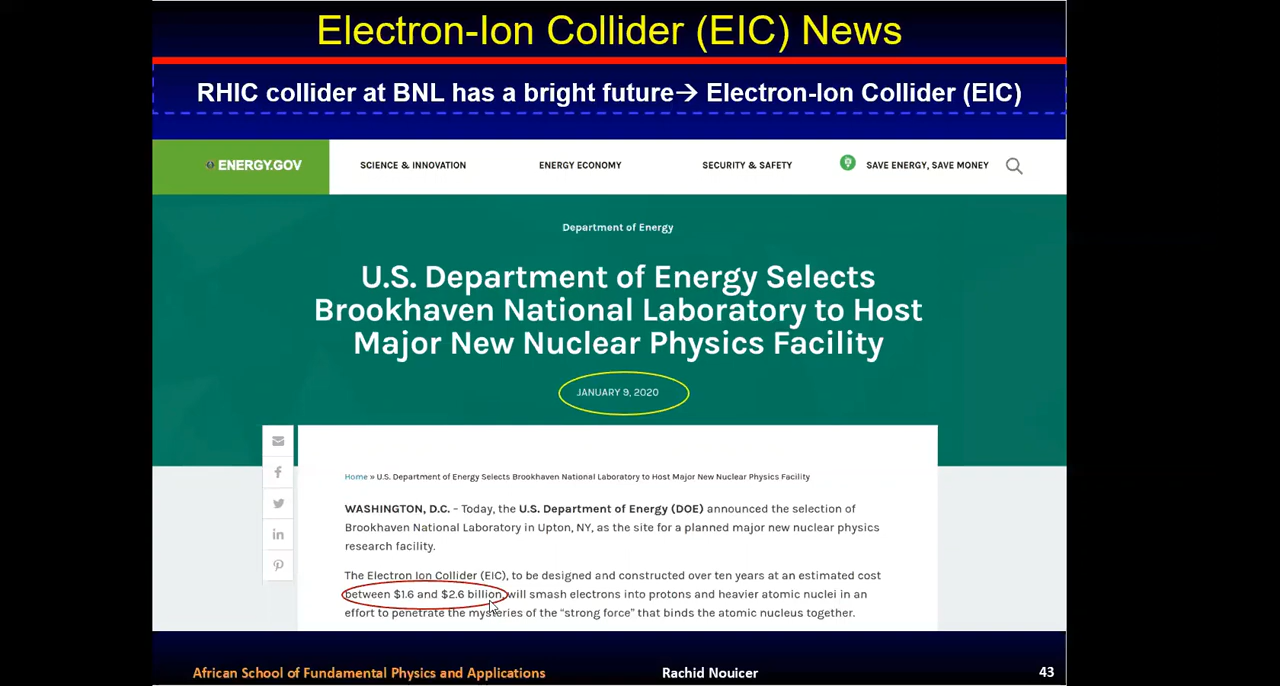 Electron-Ion Collider (EIC) News
RHIC collider at BNL has a bright future→ Electron-Ion Collider (EIC)
ENERGY.GOV
SCIENCE & INNOVATION
ENERGY ECONOMY
SECURITY & SAFETY
SAVE ENERGY, SAVE MONEY
Department of Energy
U.S. Department of Energy Selects
Brookhaven National Laboratory to Host
Major New Nuclear Physics Facility
JANUARY 9, 2020
Home » U.S. Department of Energy Selects Brookhaven National Laboratory to Host Major New Nuclear Physics Facility
WASHINGTON, D.C. – Today, the U.S. Department of Energy (DOE) announced the selection of
Brookhaven National Laboratory in Upton, NY, as the site for a planned major new nuclear physics
research facility.
The Electron Ion Collider (EIC), to be designed and constructed over ten years at an estimated cost
between $1.6 and $2.6 billion, will smash electrons into protons and heavier atomic nuclei in an
effort to penetrate the mysteries of the “strong force” that binds the atomic nucleus together.
African School of Fundamental Physics and Applications
Rachid Nouicer
43